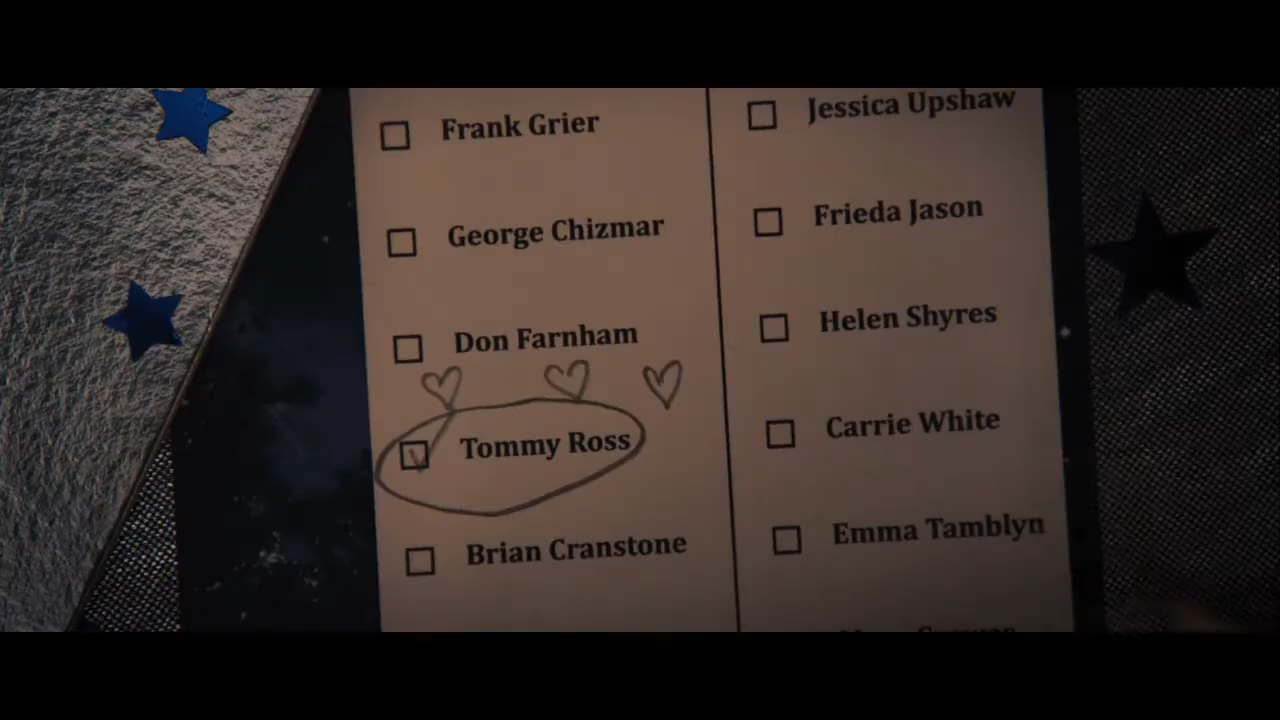 Frank Grier
George Chizmar
Don Farnham
Tommy Ross
Brian Cranstone
Jessica Upshaw
Frieda Jason
Helen Shyres
Carrie White
Emma Tamblyn